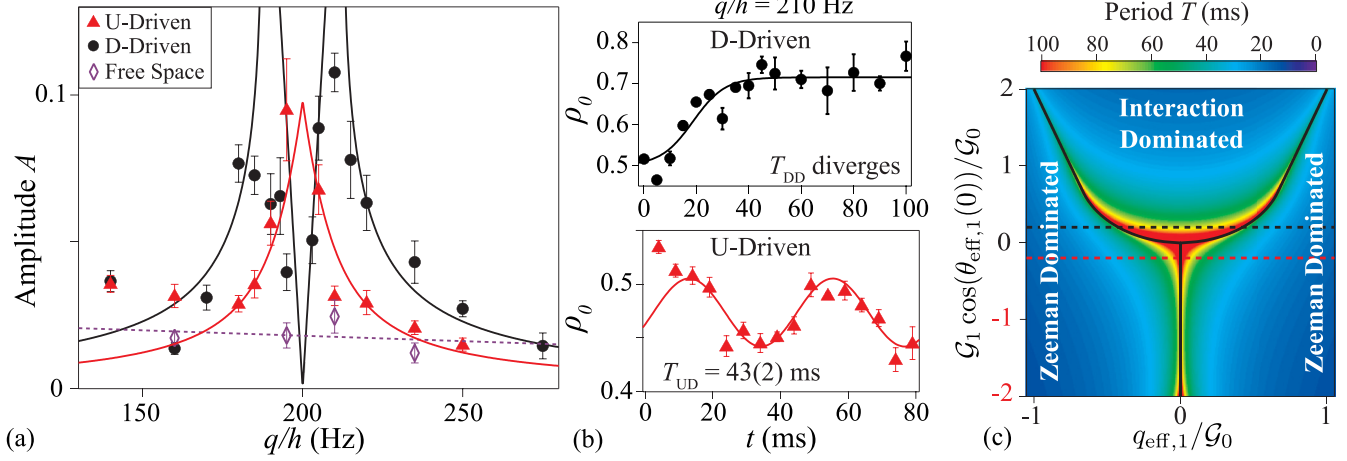 U-Driven
D-Driven
Free Space
0.1
0
Amplitude A
150
200
250
q/h (Hz)
(a)
q/h = 210 Hz
0.8
0.7
0.6
0.5
ρ0
D-Driven
TDD diverges
0 20 40 60 80 100
0.5
0.4
ρ0
U-Driven
TUD = 43(2) ms
0 20 40 60 80
t (ms)
(b)
Period T (ms)
100 80 60 40 20 0
2
1
0
-1
-2
G1 cos(θeff,1(0))/G0
Interaction
Dominated
Zeeman Dominated
Zeeman Dominated
-1 0 1
qeff,1/G0
(c)